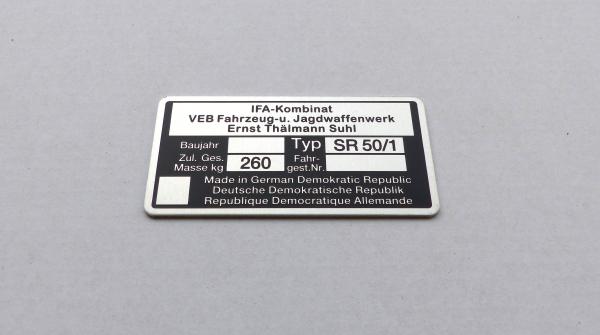 IFA-Kombinat
VEB Fahrzeug-u. Jagdwaffenwerk
Ernst Thälmann Suhl
Baujahr Typ SR 50/1
Zul. Ges. Masse kg 260 Fahr-gest.Nr.
Made in German Democratic Republic
Deutsche Demokratische Republik
Republique Democratique Allemande